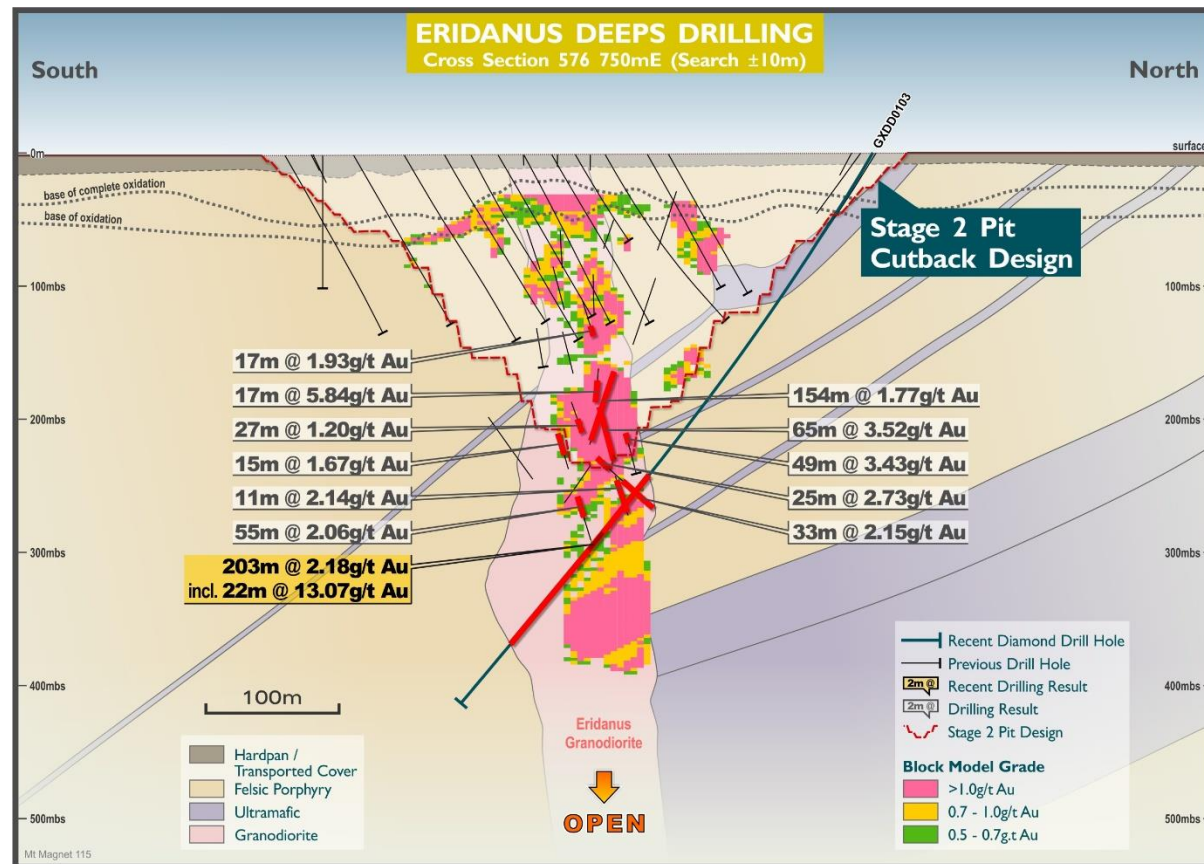 ERIDANUS DEEPS DRILLING
Cross Section 576 750mE (Search ±10m)
South
North
GXDD0103
0m
surface
base of complete oxidation
base of oxidation
Stage 2 Pit
Cutback Design
100mbs
100mbs
17m @ 1.93g/t Au
17m @ 5.84g/t Au
27m @ 1.20g/t Au
15m @ 1.67g/t Au
11m @ 2.14g/t Au
55m @ 2.06g/t Au
203m @ 2.18g/t Au
incl. 22m @ 13.07g/t Au
154m @ 1.77g/t Au
65m @ 3.52g/t Au
49m @ 3.43g/t Au
25m @ 2.73g/t Au
33m @ 2.15g/t Au
200mbs
200mbs
300mbs
300mbs
400mbs
400mbs
500mbs
500mbs
100m
Hardpan /
Transported Cover
Felsic Porphyry
Ultramafic
Granodiorite
Eridanus
Granodiorite
OPEN
Recent Diamond Drill Hole
Previous Drill Hole
2m @ Recent Drilling Result
2m @ Drilling Result
Stage 2 Pit Design
Block Model Grade
>1.0g/t Au
0.7 - 1.0g/t Au
0.5 - 0.7g.t Au
Mt Magnet 115